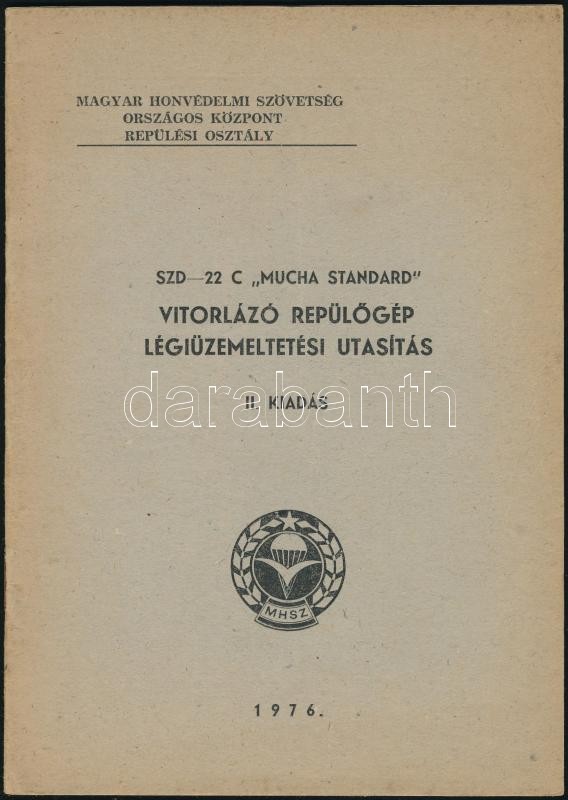 MAGYAR HONVÉDELMI SZÖVETSÉG
ORSZÁGOS KÖZPONT
REPÜLÉSI OSZTÁLY
SZD—22 C „MUCHA STANDARD"
VITORLÁZÓ REPÜLŐGÉP
LÉGIÜZEMELTETÉSI UTASÍTÁS
II. KIADÁS
darabanth
MHSZ
1976.